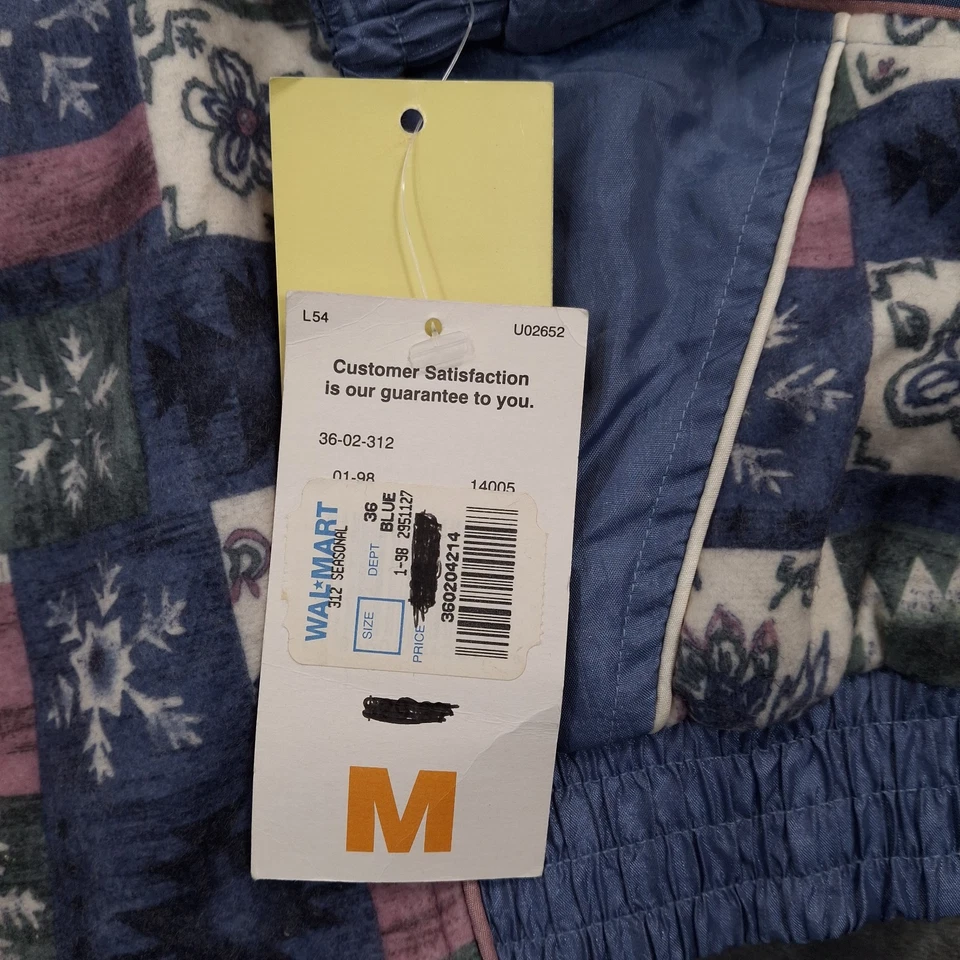 L54
U02652
Customer Satisfaction
is our guarantee to you.
36-02-312
01-98 14005
WAL★MART
312 SEASONAL
SIZE DEPT 36
BLUE
PRICE 1-98 2951127
360204214
M